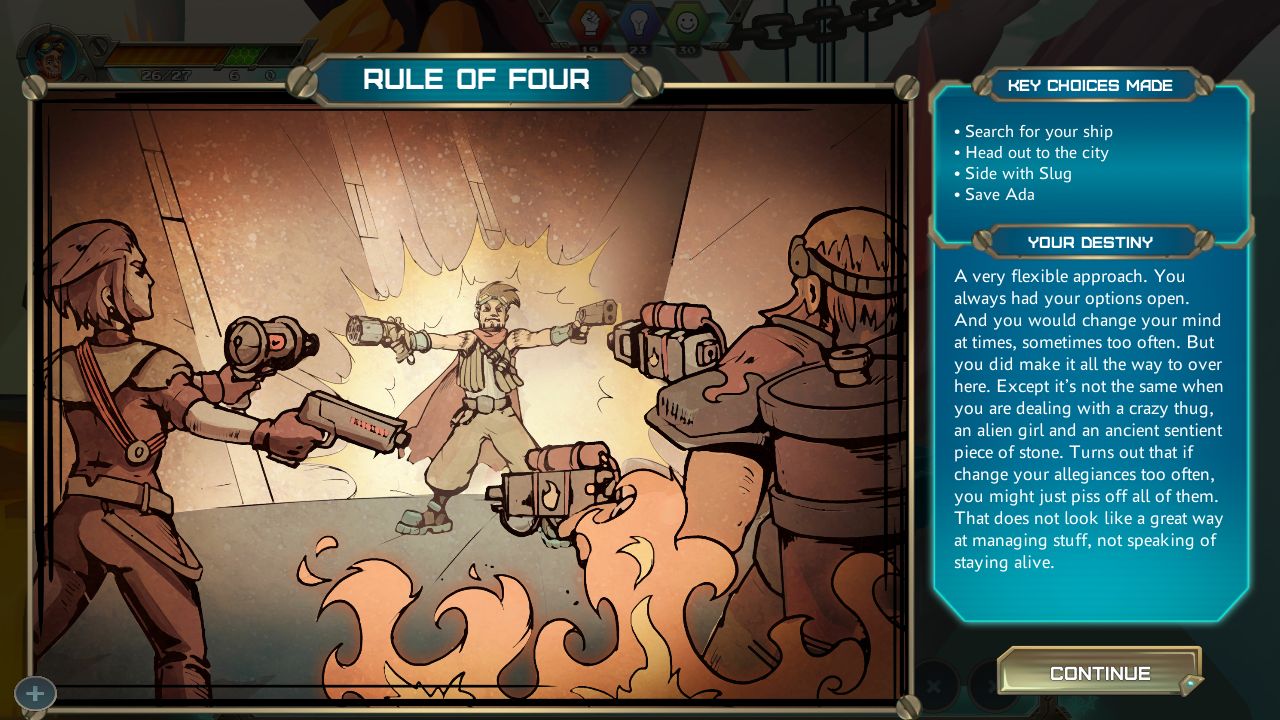 19 23 30
26/27 6 0
RULE OF FOUR
KEY CHOICES MADE
• Search for your ship
• Head out to the city
• Side with Slug
• Save Ada
YOUR DESTINY
A very flexible approach. You
always had your options open.
And you would change your mind
at times, sometimes too often. But
you did make it all the way to over
here. Except it's not the same when
you are dealing with a crazy thug,
an alien girl and an ancient sentient
piece of stone. Turns out that if
change your allegiances too often,
you might just piss off all of them.
That does not look like a great way
at managing stuff, not speaking of
staying alive.
CONTINUE